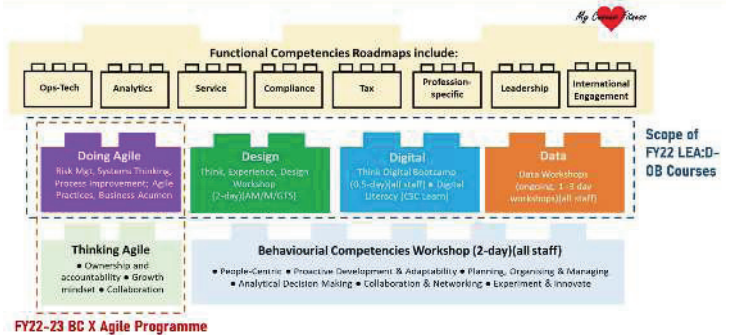 My Career Fitness
Functional Competencies Roadmaps include:
Ops-Tech
Analytics
Service
Compliance
Tax
Profession-
specific
Leadership
International
Engagement
Doing Agile
Risk Mgt, Systems Thinking,
Process Improvement; Agile
Practices, Business Acumen
Design
Think, Experience, Design
Workshop
(2-day)[AM/M/GTS]
Digital
Think Digital Bootcamp
(0.5-day)(all staff) ● Digital
Literacy [CSC Learn]
Data
Data Workshops
(ongoing, 1-3 day
workshops)(all staff)
Scope of
FY22 LEA:D-
OB Courses
Thinking Agile
● Ownership and
accountability ● Growth
mindset ● Collaboration
Behaviourial Competencies Workshop (2-day)(all staff)
● People-Centric ● Proactive Development & Adaptability ● Planning, Organising & Managing
● Analytical Decision Making ● Collaboration & Networking ● Experiment & Innovate
FY22-23 BC X Agile Programme